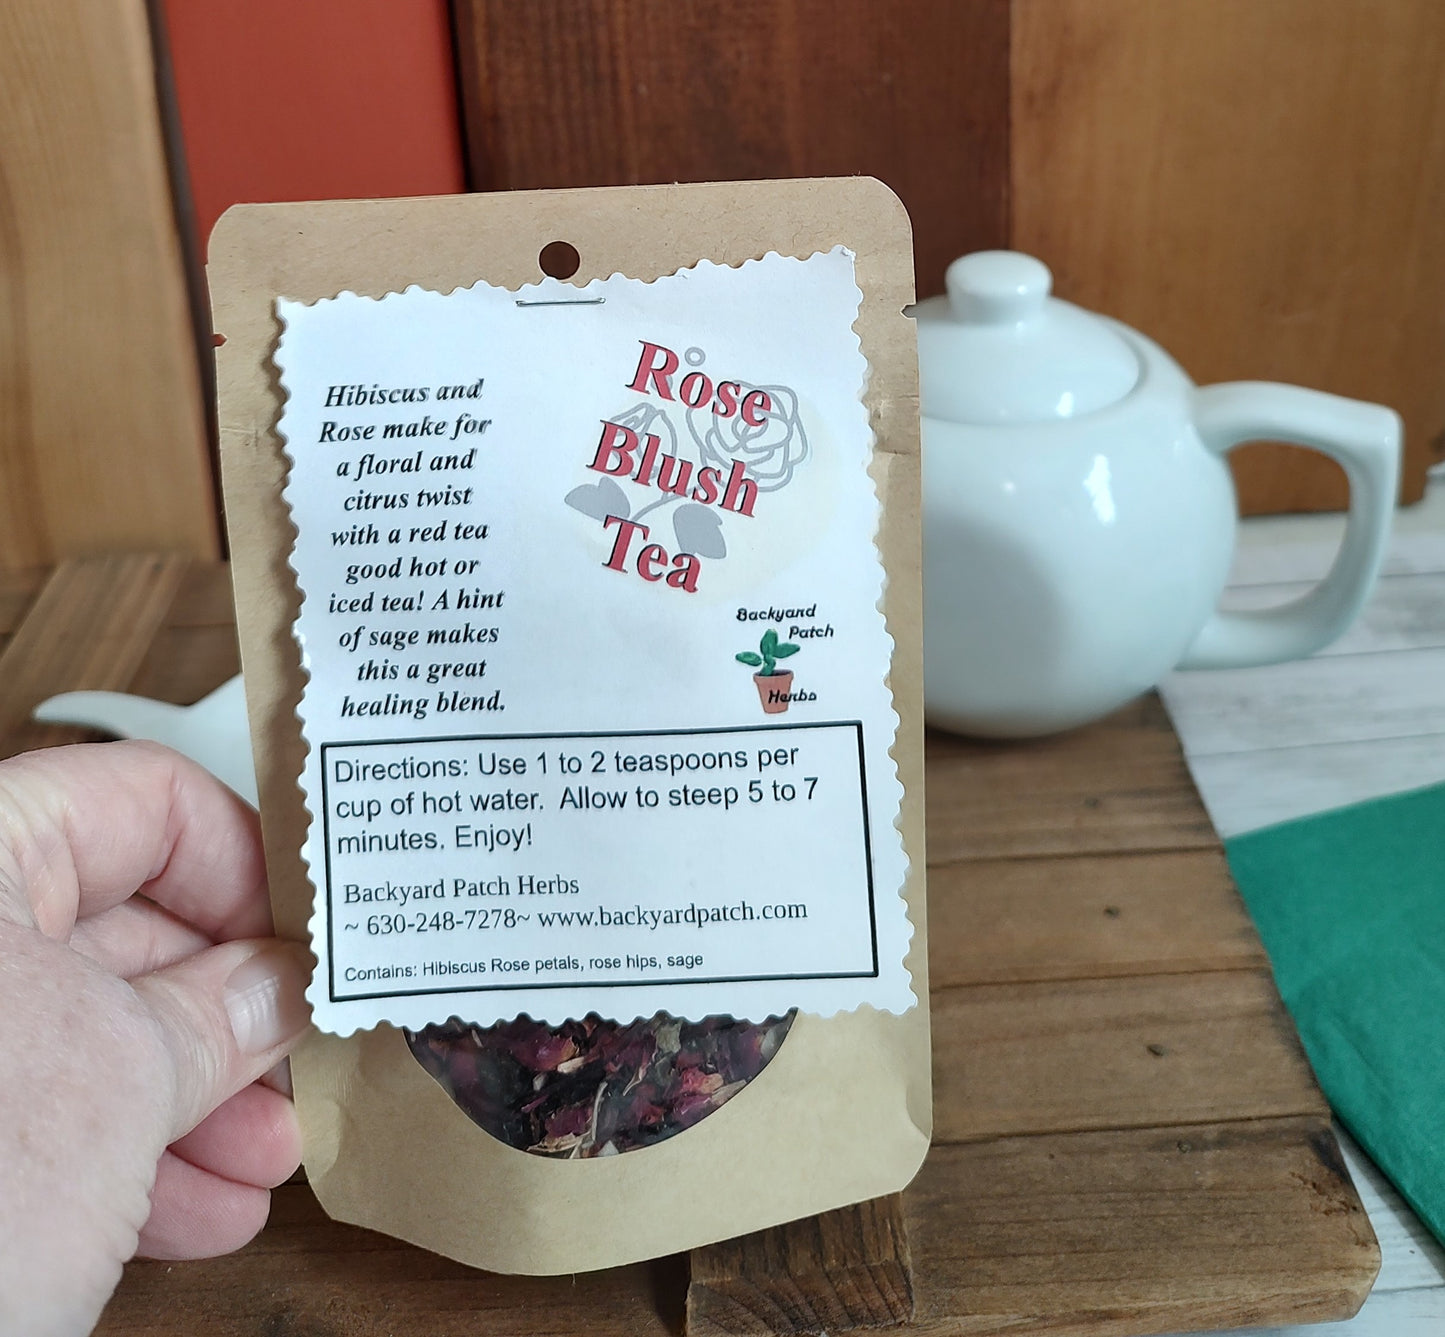 Hibiscus and
Rose make for
a floral and
citrus twist
with a red tea
good hot or
iced tea! A hint
of sage makes
this a great
healing blend.
Rose
Blush
Tea
Backyard
Patch
Herbs
Directions: Use 1 to 2 teaspoons per
cup of hot water. Allow to steep 5 to 7
minutes. Enjoy!
Backyard Patch Herbs
~ 630-248-7278~ www.backyardpatch.com
Contains: Hibiscus Rose petals, rose hips, sage